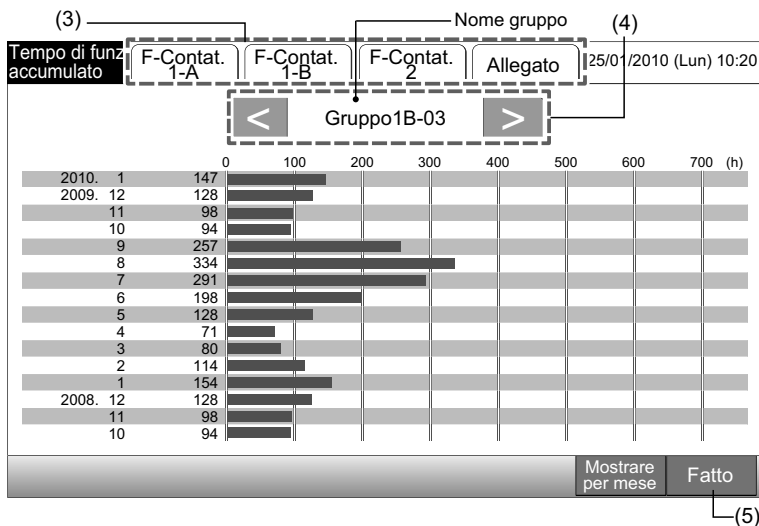 (3)
Nome gruppo
(4)
Tempo di funz
accumulato
F-Contat.
1-A
F-Contat.
1-B
F-Contat.
2
Allegato
25/01/2010 (Lun) 10:20
<
Gruppo1B-03
>
0 100 200 300 400 500 600 700 (h)
2010. 1 147
2009. 12 128
11 98
10 94
9 257
8 334
7 291
6 198
5 128
4 71
3 80
2 114
1 154
2008. 12 128
11 98
10 94
Mostrare
per mese
Fatto
(5)